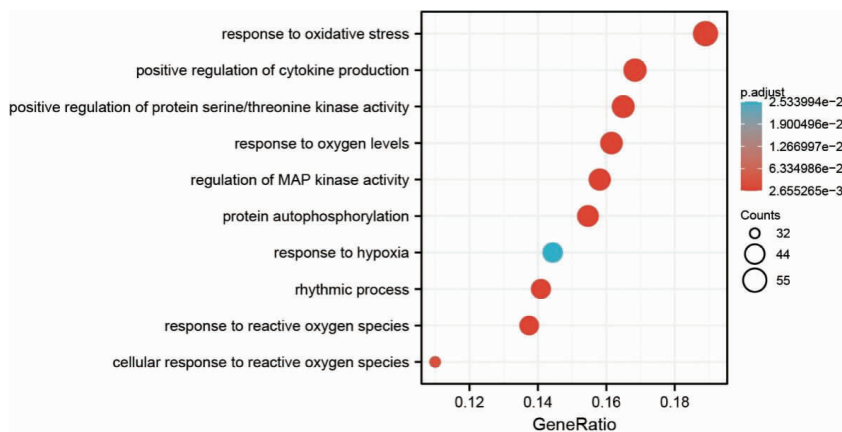 response to oxidative stress
positive regulation of cytokine production
positive regulation of protein serine/threonine kinase activity
response to oxygen levels
regulation of MAP kinase activity
protein autophosphorylation
response to hypoxia
rhythmic process
response to reactive oxygen species
cellular response to reactive oxygen species
0.12 0.14 0.16 0.18
GeneRatio
p.adjust
2.533994e-2
1.900496e-2
1.266997e-2
6.334986e-2
2.655265e-3
Counts
32
44
55